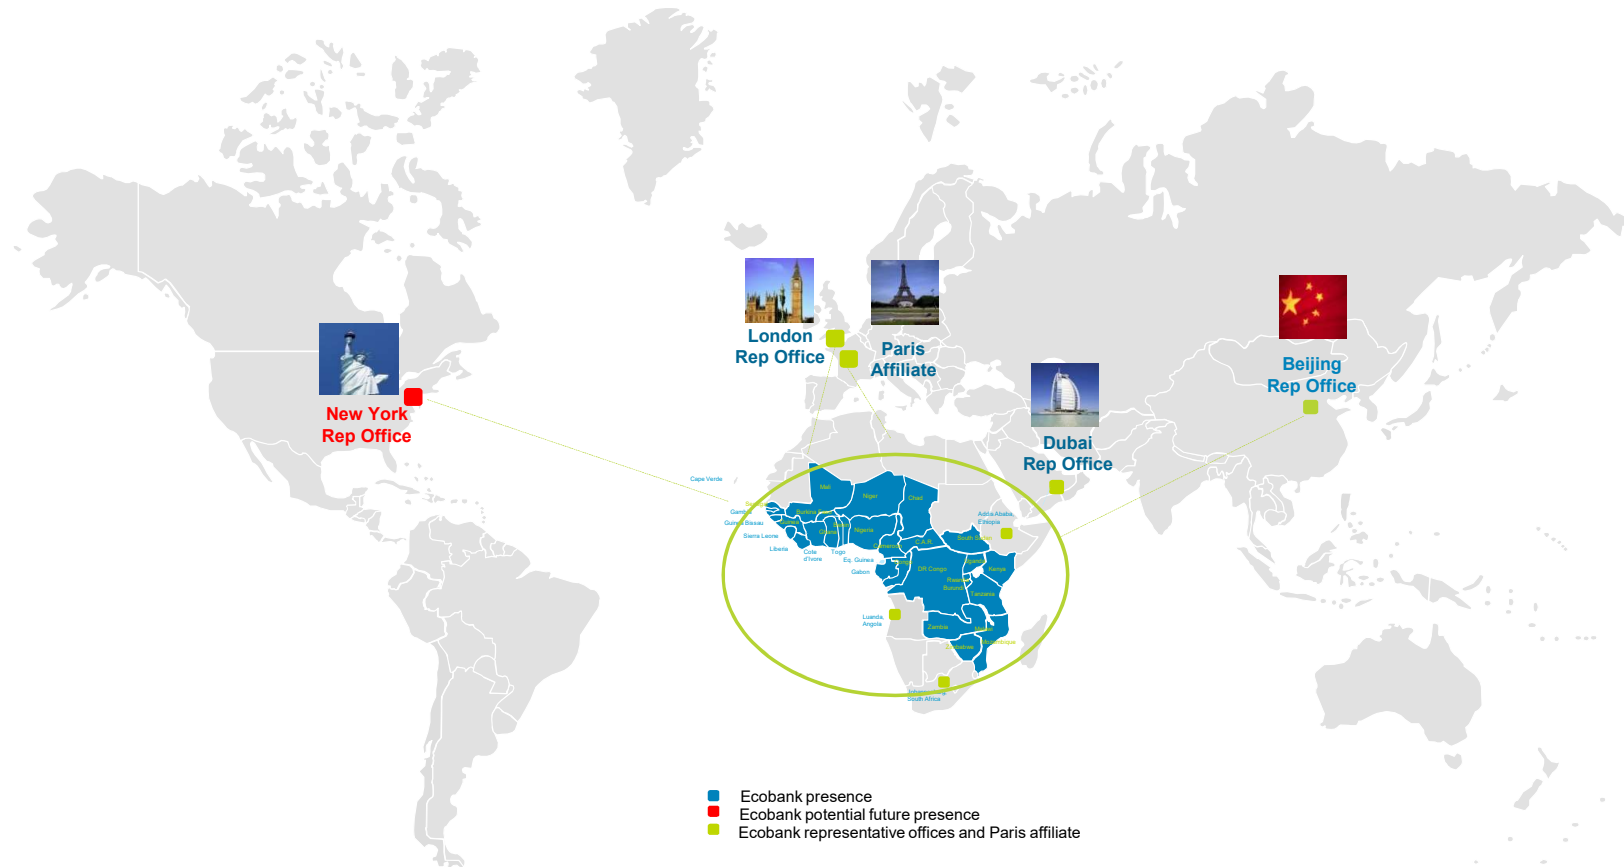 London
Rep Office
Paris
Affiliate
Beijing
Rep Office
New York
Rep Office
Dubai
Rep Office
Cape Verde
Mali
Niger
Chad
Gambia
Guinea Bissau
Sierra Leone
Liberia
Cote
d'Ivore
Togo
Eq. Guinea
Gabon
Nigeria
Cameroon
C.A.R.
South Sudan
Addis Ababa,
Ethiopia
DR Congo
Uganda
Kenya
Rwanda
Burundi
Tanzania
Luanda,
Angola
Zambia
Malawi
Mozambique
Zimbabwe
South Africa
Ecobank presence
Ecobank potential future presence
Ecobank representative offices and Paris affiliate